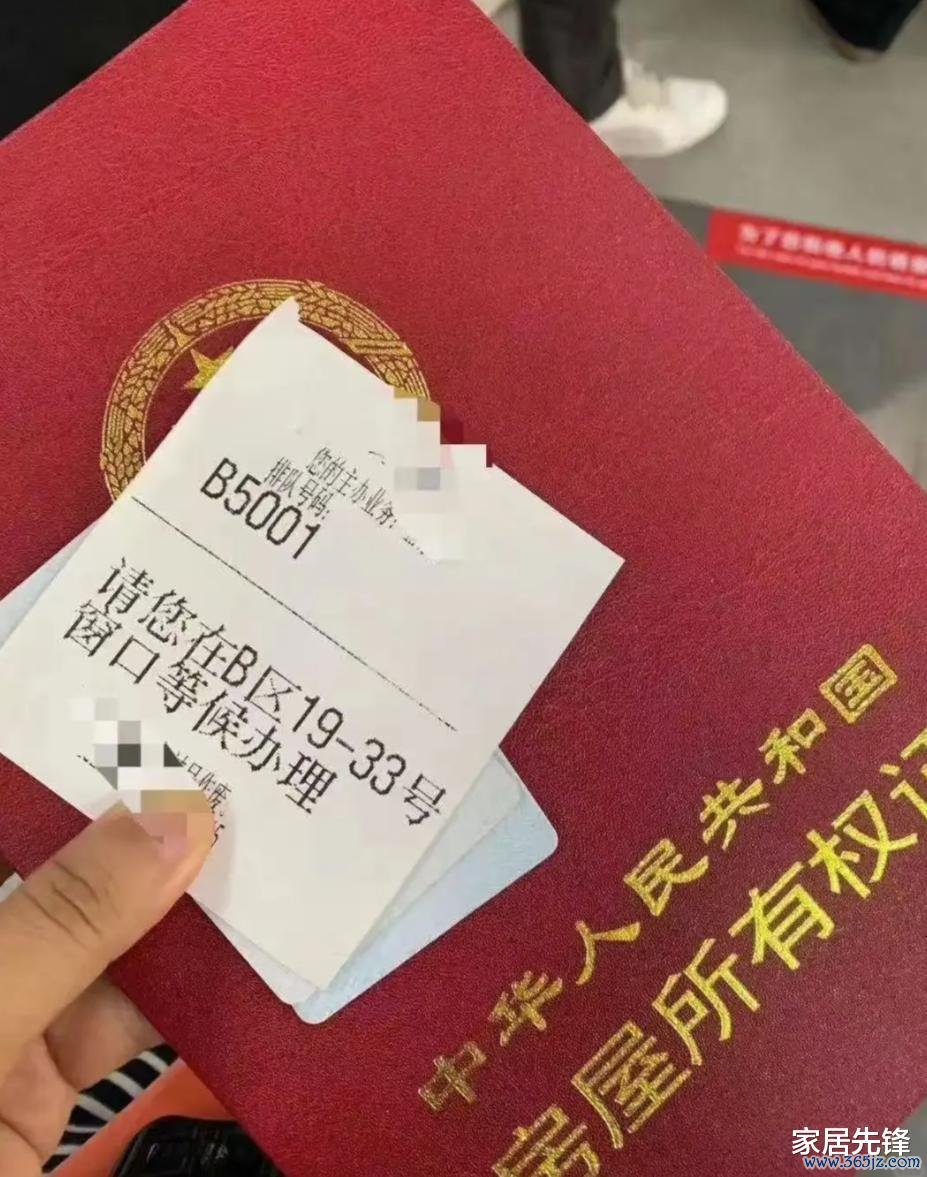 您的主办业务：
排队号码：
B5001
请您在B区19-33号
窗口等候办理
中华人民共和国
房屋所有权证
家居先锋
www.365jz.com